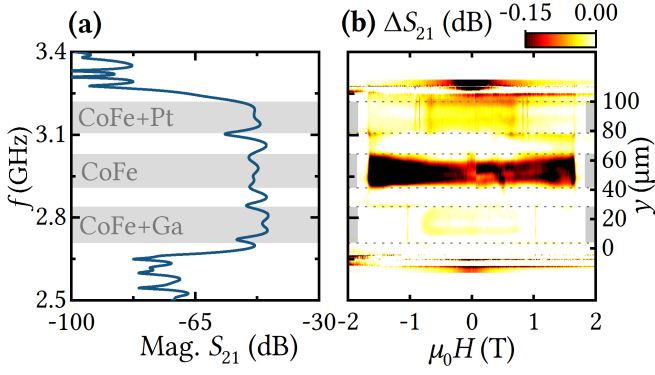 (a)
(b) ΔS₂₁ (dB)
-0.15 0.00
3.4
3.1
2.8
2.5
f (GHz)
CoFe+Pt
CoFe
CoFe+Ga
-100 -65 -30
Mag. S₂₁ (dB)
100
80
60
40
20
0
y (μm)
-2 -1 0 1 2
μ₀H (T)